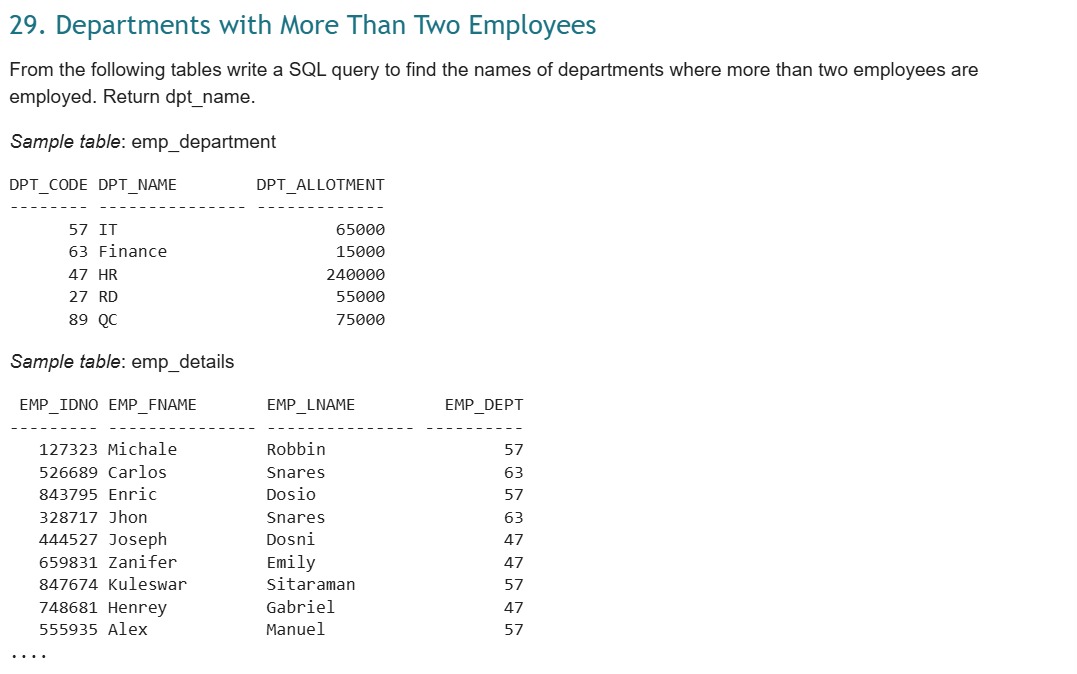 29. Departments with More Than Two Employees
From the following tables write a SQL query to find the names of departments where more than two employees are
employed. Return dpt_name.
Sample table: emp_department
DPT_CODE DPT_NAME        DPT_ALLOTMENT
-------- --------------- -------------
      57 IT                      65000
      63 Finance                 15000
      47 HR                     240000
      27 RD                      55000
      89 QC                      75000
Sample table: emp_details
 EMP_IDNO EMP_FNAME       EMP_LNAME         EMP_DEPT
--------- --------------- --------------- ----------
   127323 Michale         Robbin                  57
   526689 Carlos          Snares                  63
   843795 Enric           Dosio                   57
   328717 Jhon            Snares                  63
   444527 Joseph          Dosni                   47
   659831 Zanifer         Emily                   47
   847674 Kuleswar        Sitaraman               57
   748681 Henrey          Gabriel                 47
   555935 Alex            Manuel                  57
....